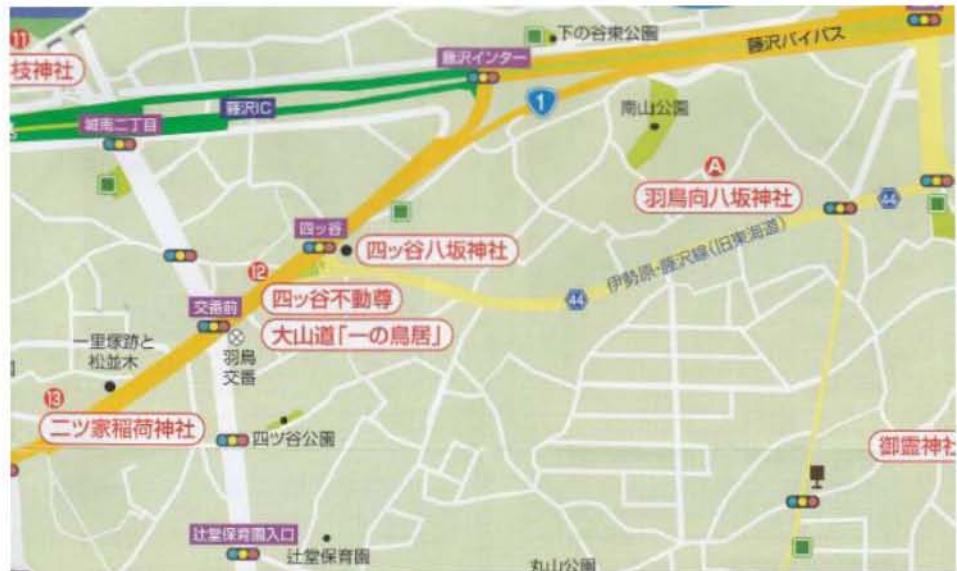 下の谷東公園
藤沢バイパス
⑪
枝神社
藤沢インター
藤沢IC
1
南山公園
城南二丁目
A
羽鳥向八坂神社
44
四ッ谷
四ッ谷八坂神社
伊勢原・藤沢線(旧東海道)
⑫
四ッ谷不動尊
44
交番前
大山道「一の鳥居」
一里塚跡と
松並木
羽鳥
交番
⑬
二ツ家稲荷神社
四ツ谷公園
御霊神社
辻堂保育園入口
辻堂保育園
丸山公園